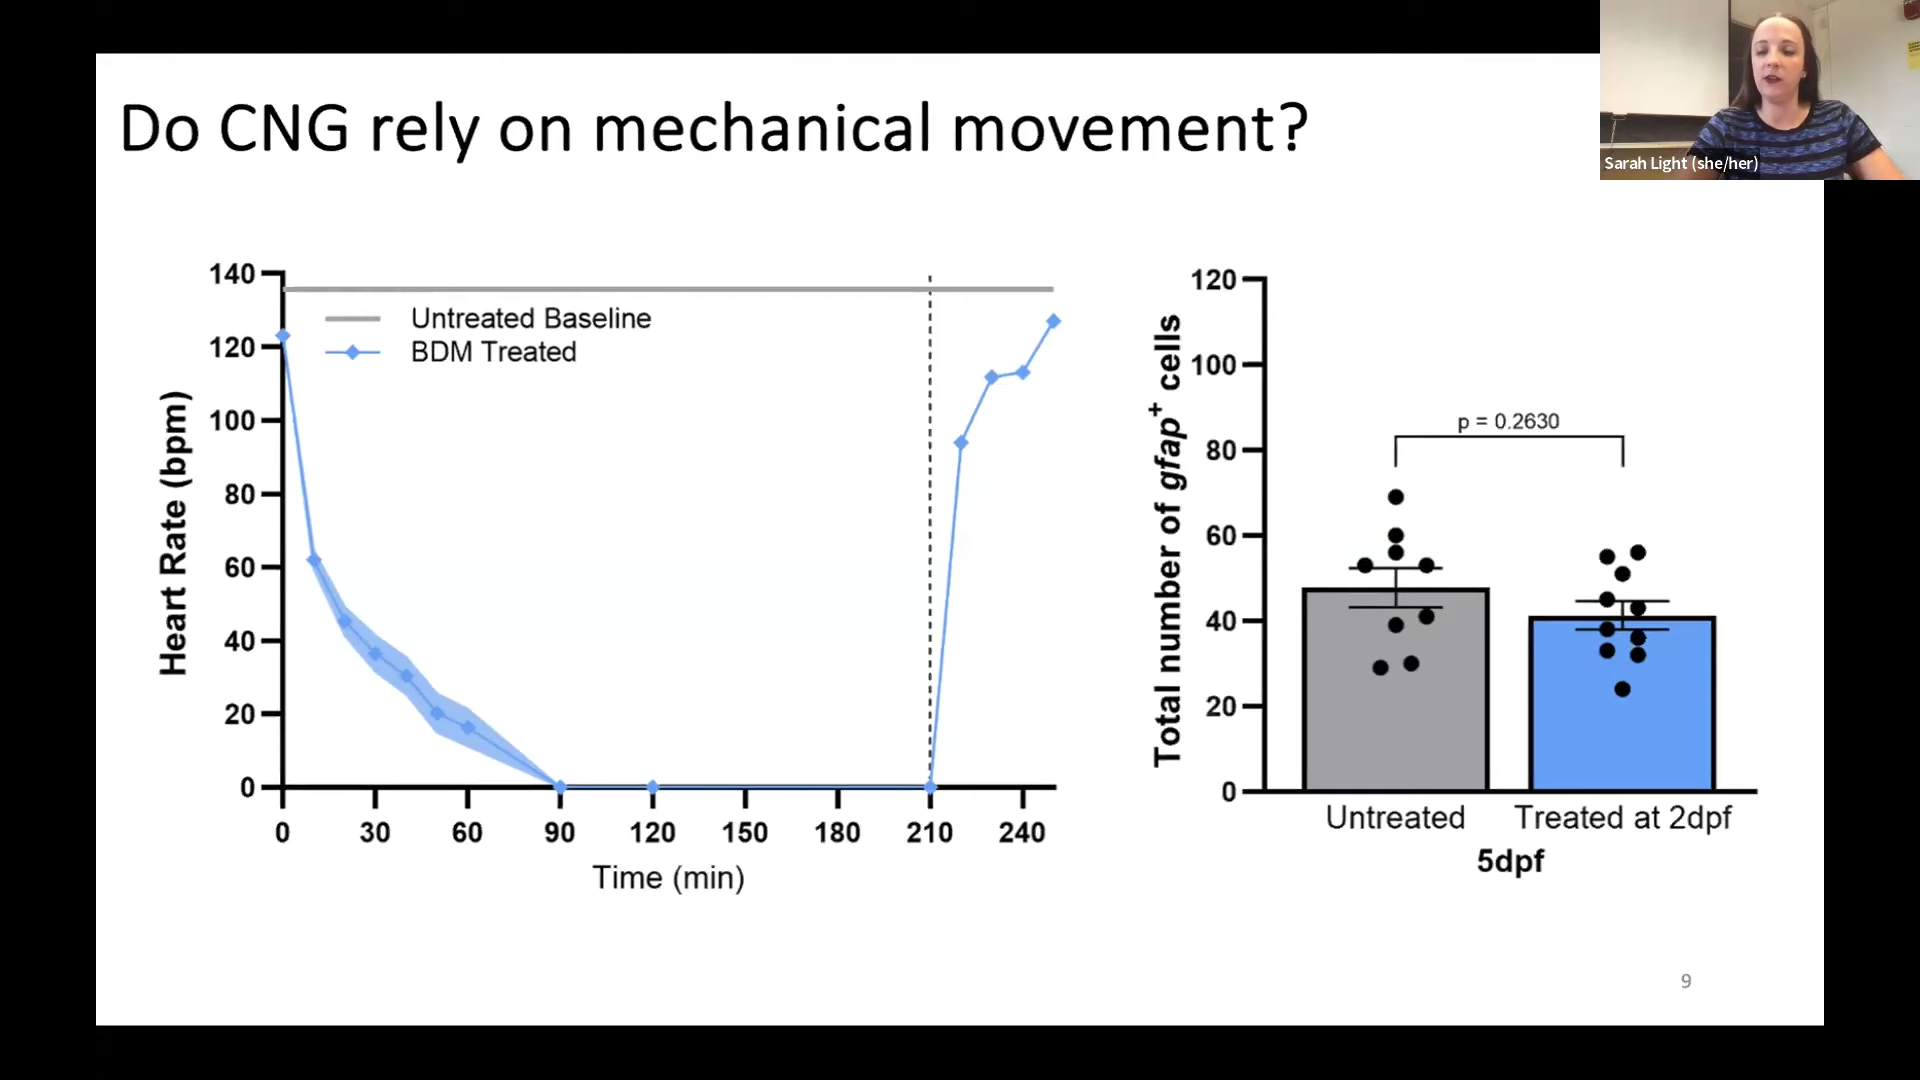 Do CNG rely on mechanical movement?
Sarah Light (she/her)
140
120
100
80
60
40
20
0
Heart Rate (bpm)
Untreated Baseline
BDM Treated
0 30 60 90 120 150 180 210 240
Time (min)
120
100
80
60
40
20
0
Total number of gfap+ cells
p = 0.2630
Untreated Treated at 2dpf
5dpf
9